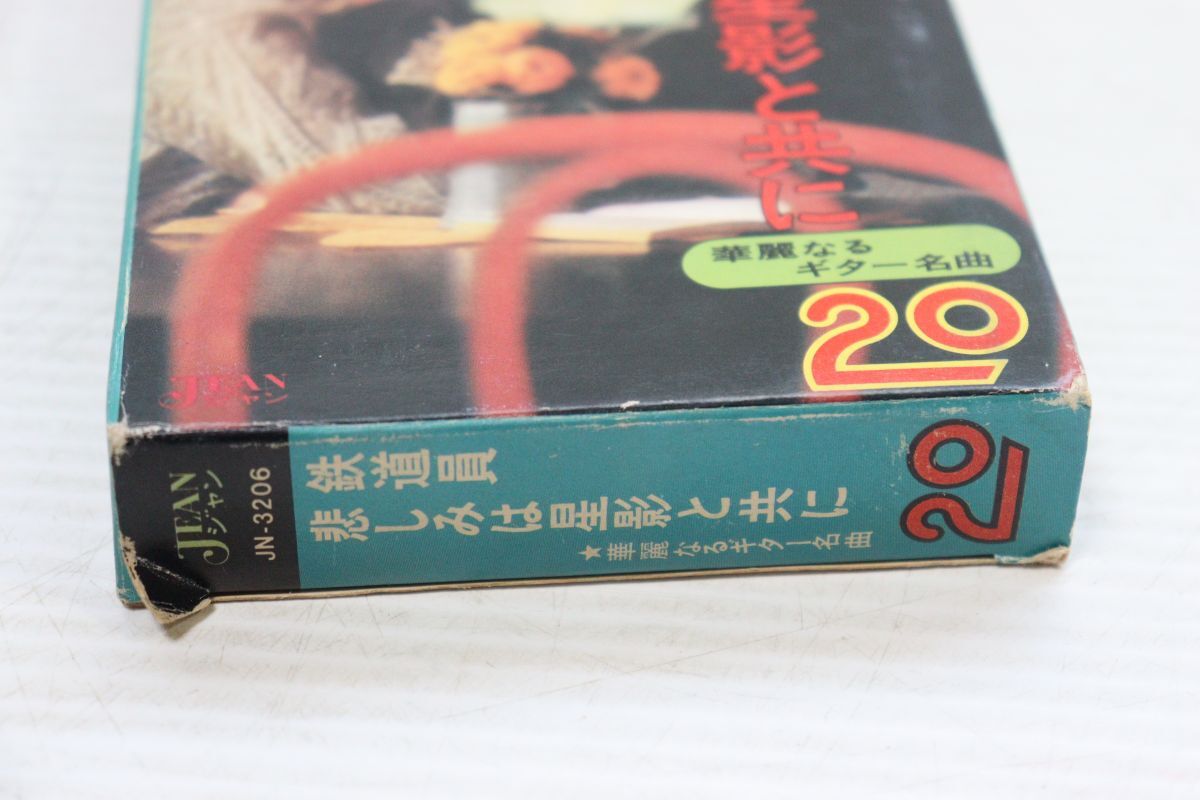 星影と共に
華麗なる
ギター名曲
20
JEAN
ジャン
JEAN
ジャン
JN-3206
鉄道員
悲しみは星影と共に
★華麗なるギター名曲
20